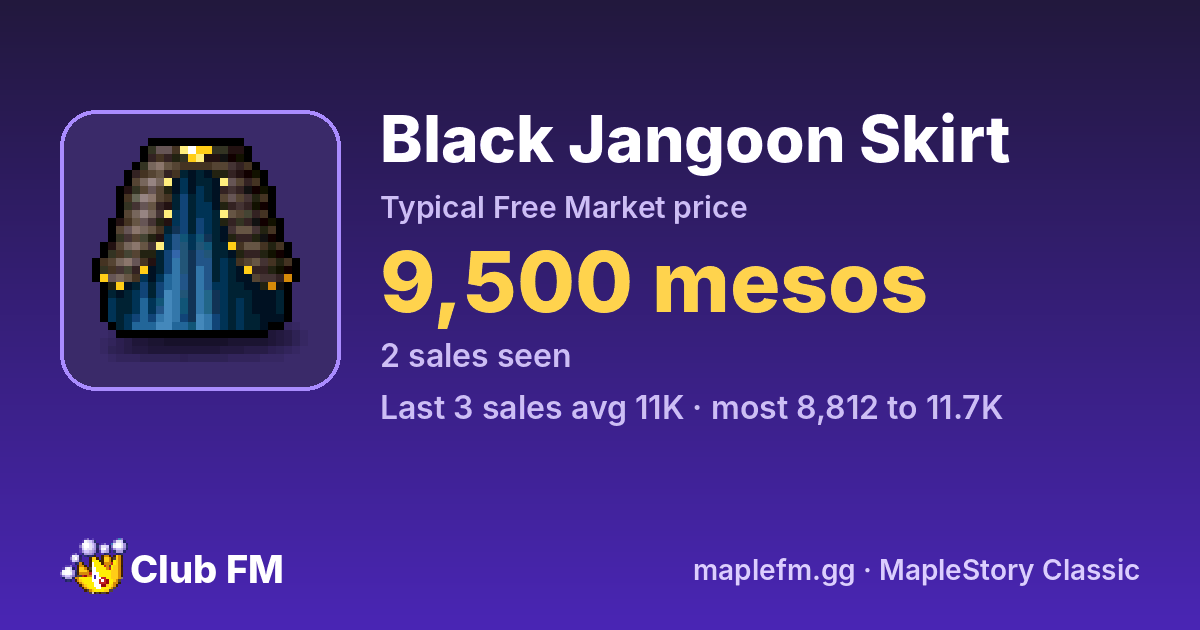 Black Jangoon Skirt
Typical Free Market price
9,500 mesos
2 sales seen
Last 3 sales avg 11K · most 8,812 to 11.7K
Club FM
maplefm.gg · MapleStory Classic